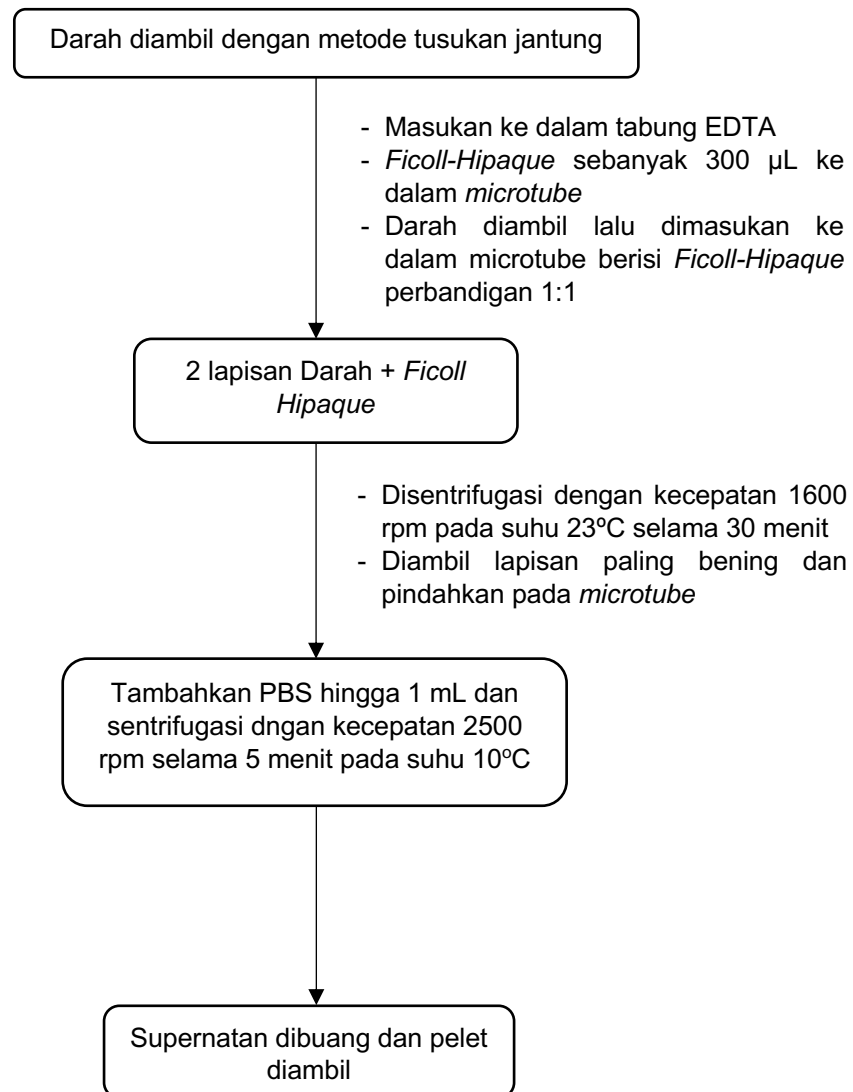 Darah diambil dengan metode tusukan jantung
- Masukan ke dalam tabung EDTA
- Ficoll-Hipaque sebanyak 300 µL ke
dalam microtube
- Darah diambil lalu dimasukan ke
dalam microtube berisi Ficoll-Hipaque
perbandigan 1:1
2 lapisan Darah + Ficoll
Hipaque
- Disentrifugasi dengan kecepatan 1600
rpm pada suhu 23ºC selama 30 menit
- Diambil lapisan paling bening dan
pindahkan pada microtube
Tambahkan PBS hingga 1 mL dan
sentrifugasi dngan kecepatan 2500
rpm selama 5 menit pada suhu 10ºC
Supernatan dibuang dan pelet
diambil